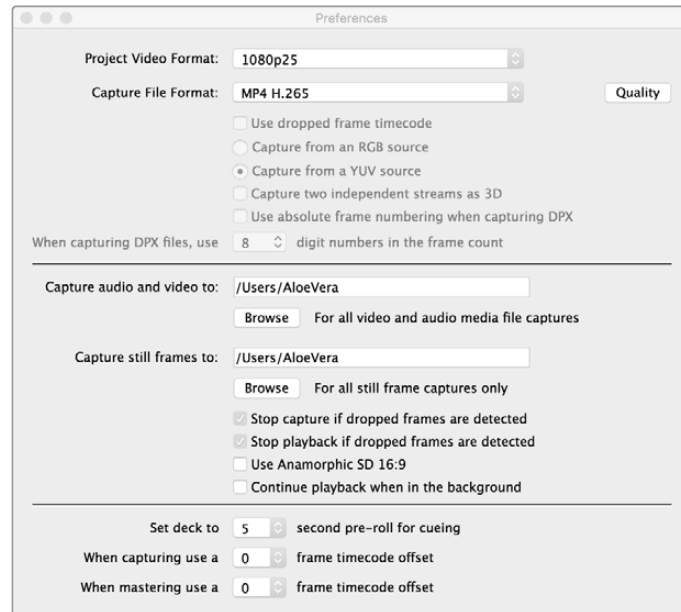 Preferences
Project Video Format: 1080p25
Capture File Format: MP4 H.265 Quality
Use dropped frame timecode
Capture from an RGB source
Capture from a YUV source
Capture two independent streams as 3D
Use absolute frame numbering when capturing DPX
When capturing DPX files, use 8 digit numbers in the frame count
Capture audio and video to: /Users/AloeVera
Browse For all video and audio media file captures
Capture still frames to: /Users/AloeVera
Browse For all still frame captures only
Stop capture if dropped frames are detected
Stop playback if dropped frames are detected
Use Anamorphic SD 16:9
Continue playback when in the background
Set deck to 5 second pre-roll for cueing
When capturing use a 0 frame timecode offset
When mastering use a 0 frame timecode offset